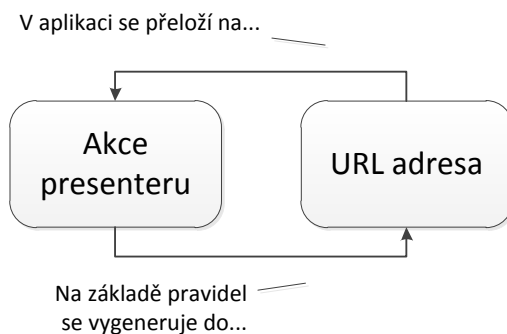 V aplikaci se přeloží na...
Akce
presenteru
URL adresa
Na základě pravidel
se vygeneruje do...